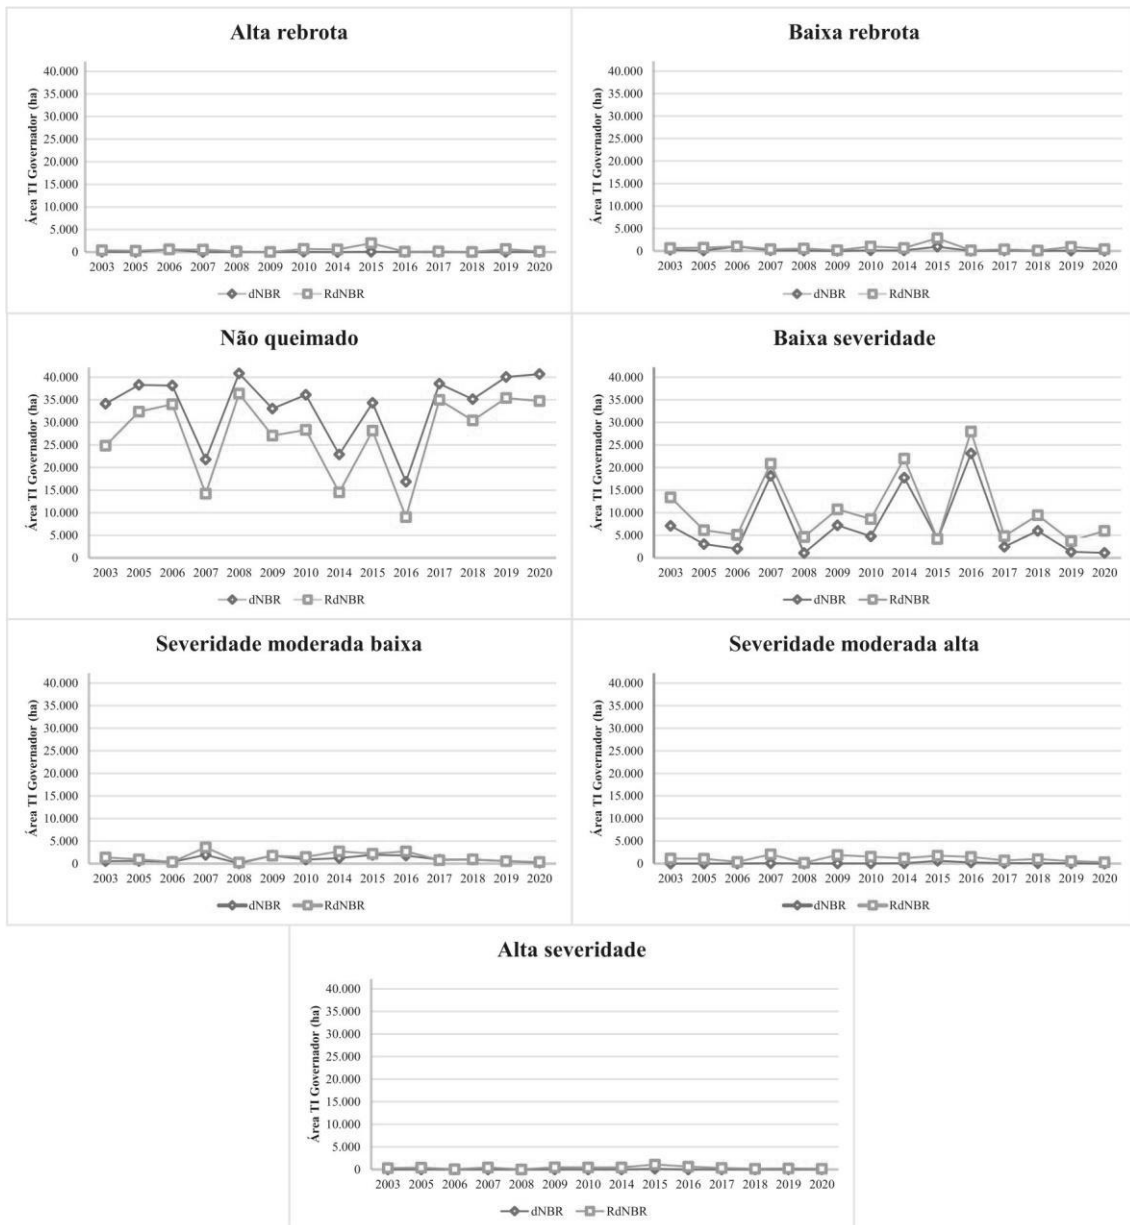 Alta rebrota
Área TI Governador (ha)
40.000
35.000
30.000
25.000
20.000
15.000
10.000
5.000
0
2003 2005 2006 2007 2008 2009 2010 2014 2015 2016 2017 2018 2019 2020
dNBR RdNBR
Baixa rebrota
Área TI Governador (ha)
40.000
35.000
30.000
25.000
20.000
15.000
10.000
5.000
0
2003 2005 2006 2007 2008 2009 2010 2014 2015 2016 2017 2018 2019 2020
dNBR RdNBR
Não queimado
Área TI Governador (ha)
40.000
35.000
30.000
25.000
20.000
15.000
10.000
5.000
0
2003 2005 2006 2007 2008 2009 2010 2014 2015 2016 2017 2018 2019 2020
dNBR RdNBR
Baixa severidade
Área TI Governador (ha)
40.000
35.000
30.000
25.000
20.000
15.000
10.000
5.000
0
2003 2005 2006 2007 2008 2009 2010 2014 2015 2016 2017 2018 2019 2020
dNBR RdNBR
Severidade moderada baixa
Área TI Governador (ha)
40.000
35.000
30.000
25.000
20.000
15.000
10.000
5.000
0
2003 2005 2006 2007 2008 2009 2010 2014 2015 2016 2017 2018 2019 2020
dNBR RdNBR
Severidade moderada alta
Área TI Governador (ha)
40.000
35.000
30.000
25.000
20.000
15.000
10.000
5.000
0
2003 2005 2006 2007 2008 2009 2010 2014 2015 2016 2017 2018 2019 2020
dNBR RdNBR
Alta severidade
Área TI Governador (ha)
40.000
35.000
30.000
25.000
20.000
15.000
10.000
5.000
0
2003 2005 2006 2007 2008 2009 2010 2014 2015 2016 2017 2018 2019 2020
dNBR RdNBR